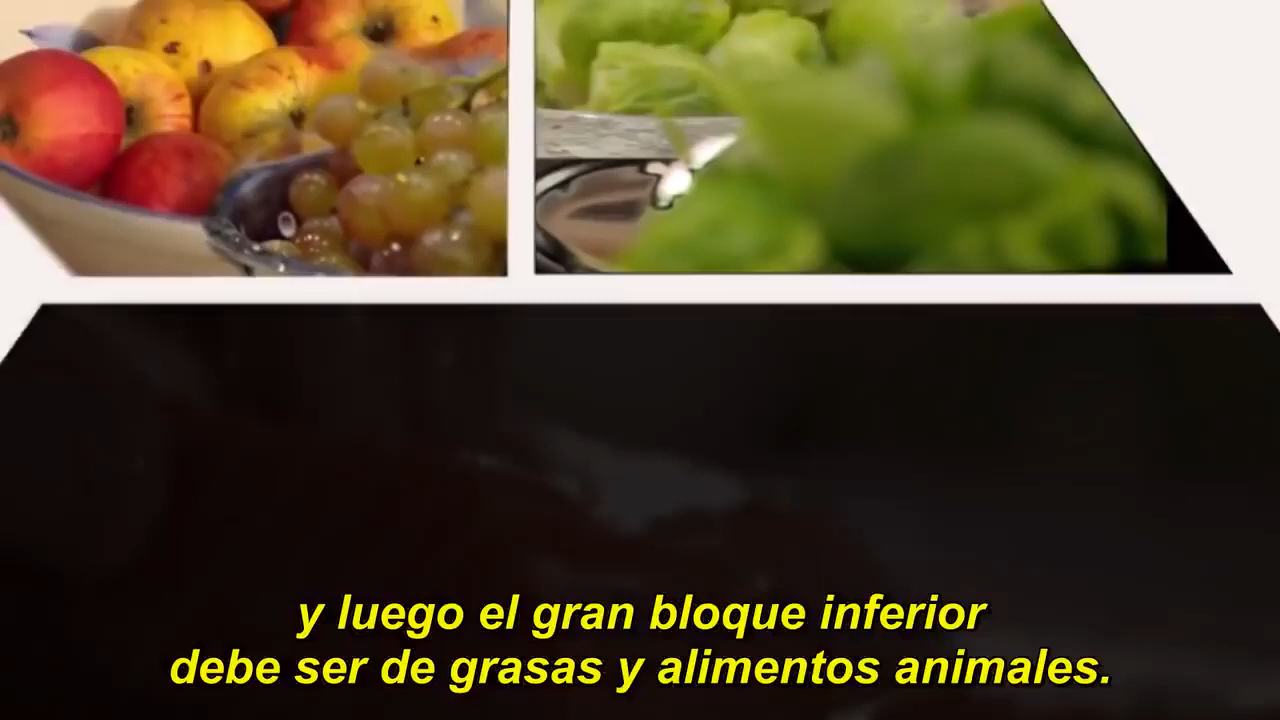 y luego el gran bloque inferior
debe ser de grasas y alimentos animales.